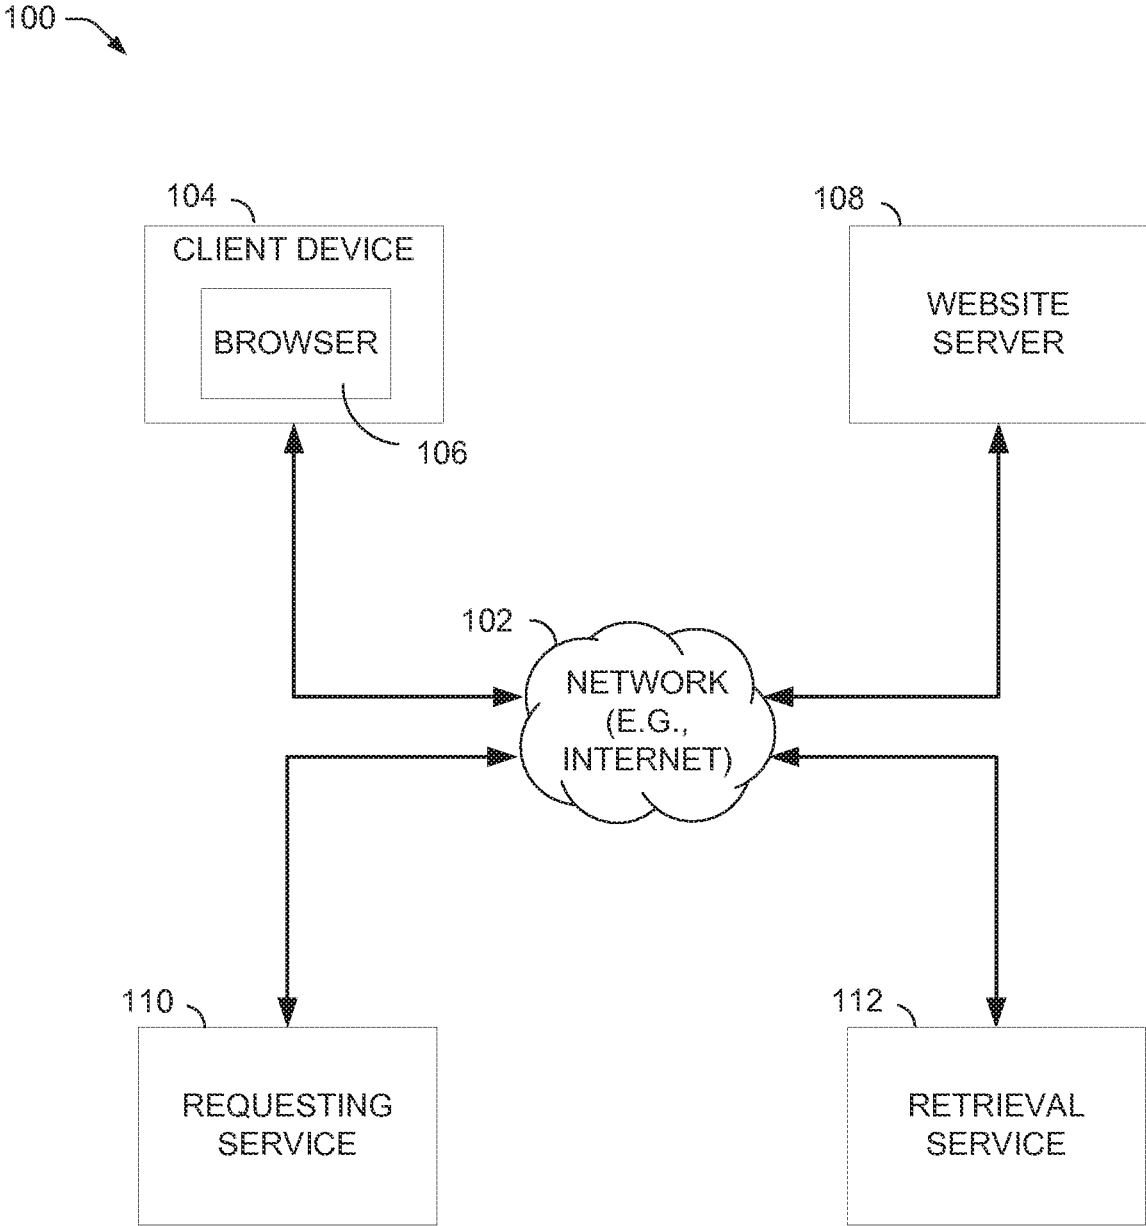 100
104
CLIENT DEVICE
BROWSER
106
108
WEBSITE
SERVER
102
NETWORK
(E.G.,
INTERNET)
110
REQUESTING
SERVICE
112
RETRIEVAL
SERVICE